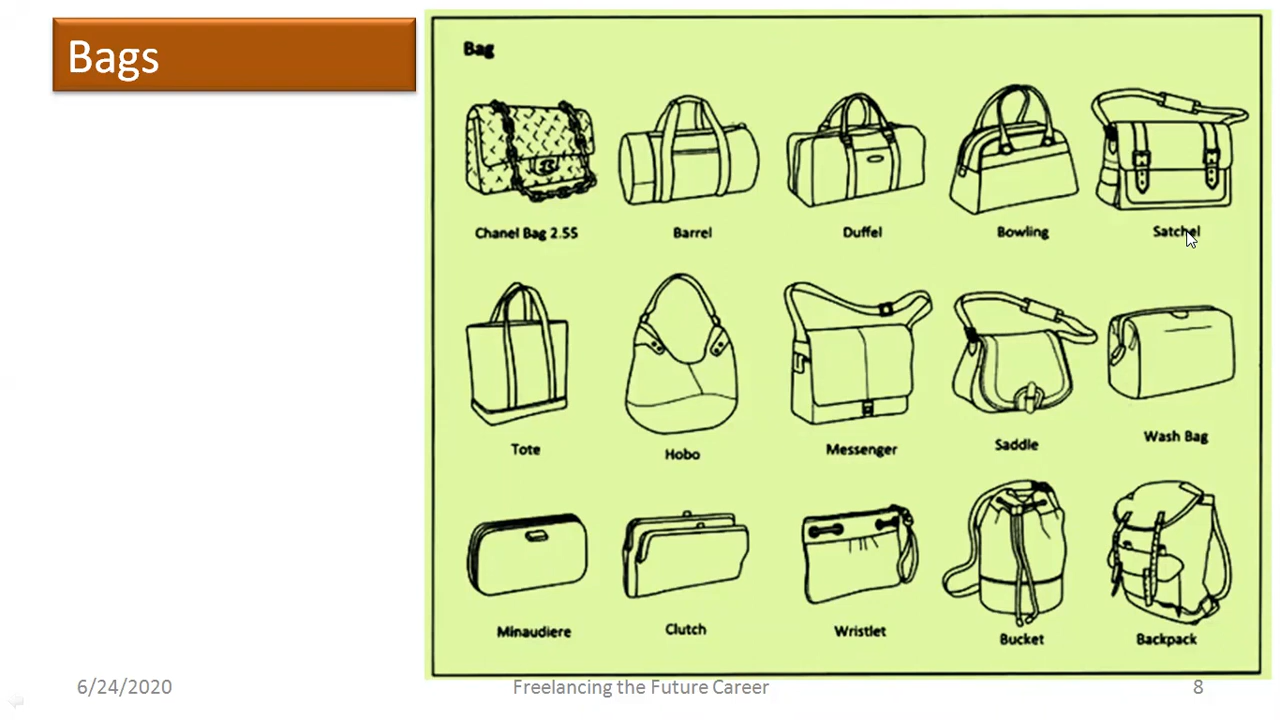 Bags
Bag
Chanel Bag 2.55
Barrel
Duffel
Bowling
Satchel
Tote
Hobo
Messenger
Saddle
Wash Bag
Minaudiere
Clutch
Wristlet
Bucket
Backpack
6/24/2020
Freelancing the Future Career
8